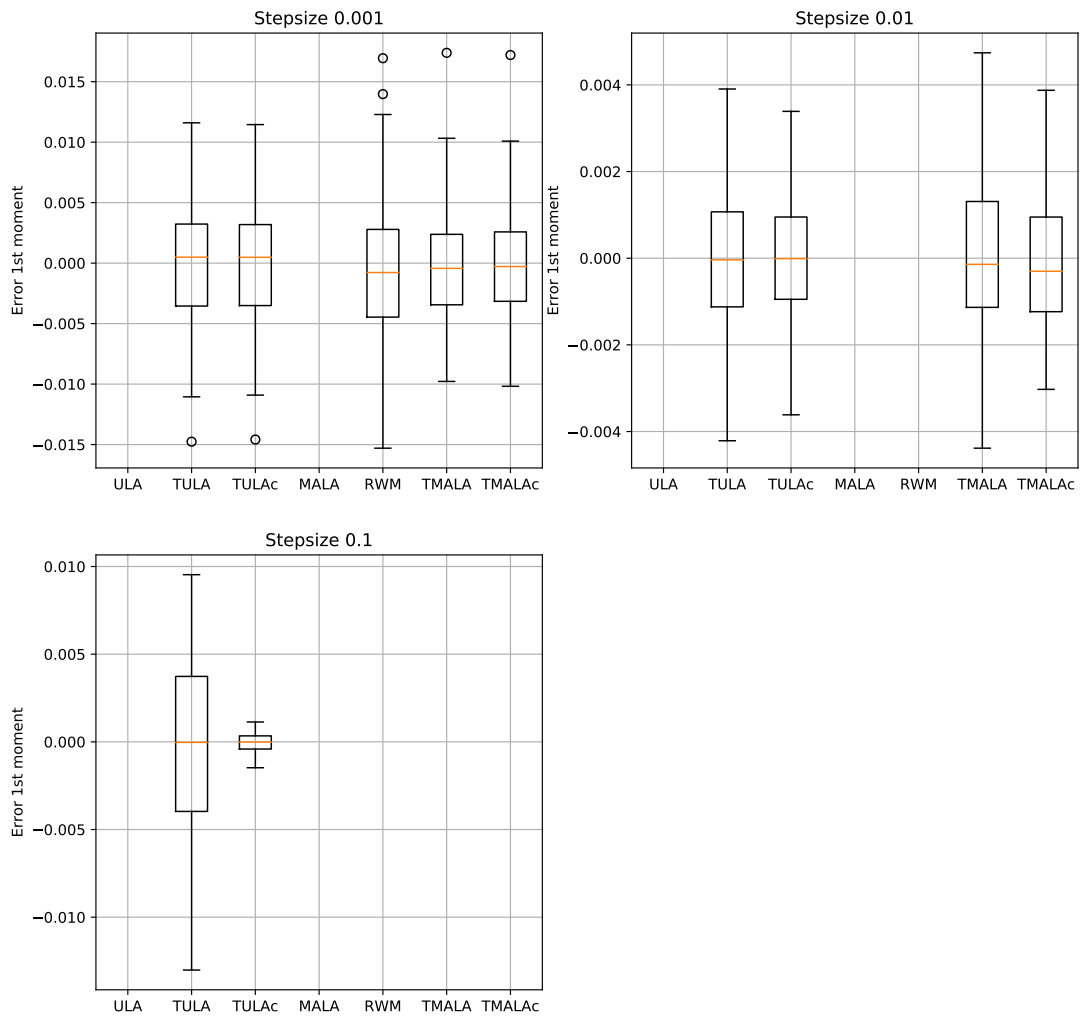 Stepsize 0.001
Error 1st moment
0.015
0.010
0.005
0.000
−0.005
−0.010
−0.015
ULA TULA TULAc MALA RWM TMALA TMALAc
Stepsize 0.01
Error 1st moment
0.004
0.002
0.000
−0.002
−0.004
ULA TULA TULAc MALA RWM TMALA TMALAc
Stepsize 0.1
Error 1st moment
0.010
0.005
0.000
−0.005
−0.010
ULA TULA TULAc MALA RWM TMALA TMALAc